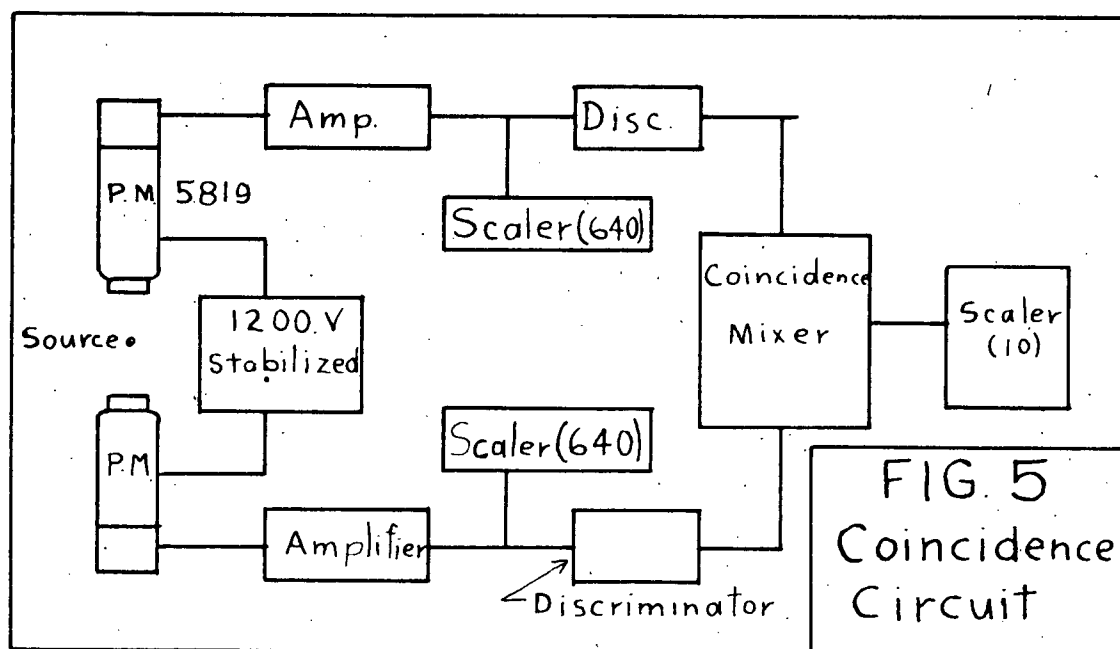 Amp.
Disc.
P.M 5819
Scaler(640)
Coincidence
Mixer
Scaler
(10)
1200.V
Stabilized
Source
Scaler(640)
P.M
Amplifier
Discriminator
FIG. 5
Coincidence
Circuit